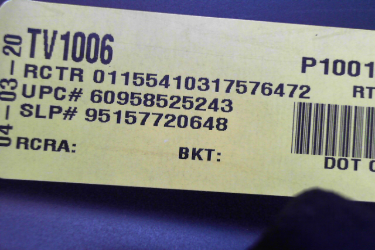 04-03-20
TV1006
P1001
RCTR 01155410317576472
RT
UPC# 60958525243
SLP# 95157720648
RCRA:
BKT:
DOT